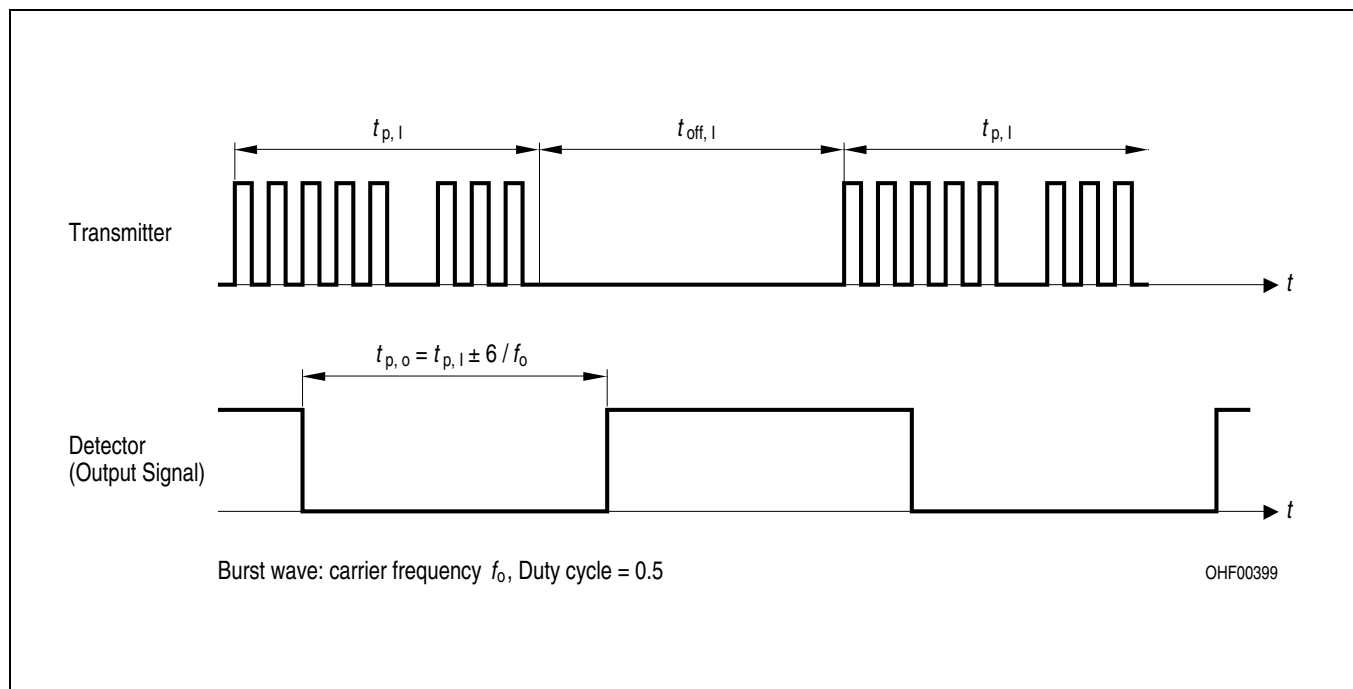 t p, I
t off, I
t p, I
Transmitter
t
t p, o = t p, I ± 6 / f o
Detector
(Output Signal)
t
Burst wave: carrier frequency f o, Duty cycle = 0.5
OHF00399